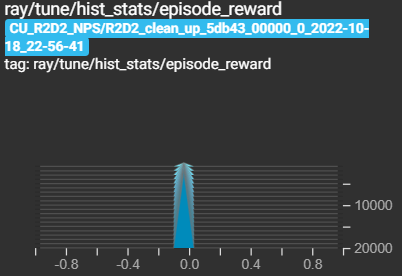 ray/tune/hist_stats/episode_reward
CU_R2D2_NPS/R2D2_clean_up_5db43_00000_0_2022-10-
18_22-56-41
tag: ray/tune/hist_stats/episode_reward
10000
20000
-0.8 -0.4 0.0 0.4 0.8